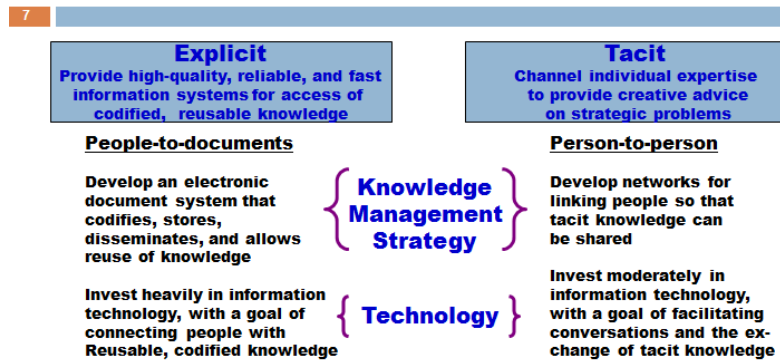 7
Explicit
Provide high-quality, reliable, and fast
information systems for access of
codified, reusable knowledge
Tacit
Channel individual expertise
to provide creative advice
on strategic problems
People-to-documents
Person-to-person
Develop an electronic
document system that
codifies, stores,
disseminates, and allows
reuse of knowledge
Knowledge
Management
Strategy
Develop networks for
linking people so that
tacit knowledge can
be shared
Invest heavily in information
technology, with a goal of
connecting people with
Reusable, codified knowledge
Technology
Invest moderately in
information technology,
with a goal of facilitating
conversations and the ex-
change of tacit knowledge